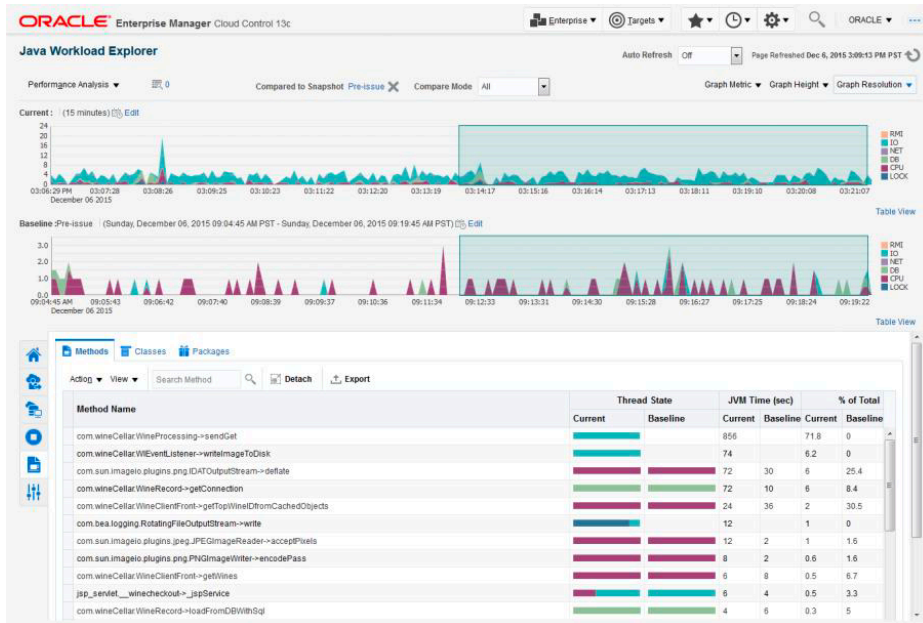 ORACLE Enterprise Manager Cloud Control 13c Enterprise Targets ORACLE
Java Workload Explorer Auto Refresh Off Page Refreshed Dec 6, 2015 3:09:13 PM PST
Performance Analysis 0 Compared to Snapshot Pre-issue Compare Mode All Graph Metric Graph Height Graph Resolution
Current : (15 minutes) Edit
24
20
16
12
8
4
0
03:06:29 PM 03:07:28 03:08:26 03:09:25 03:10:23 03:11:22 03:12:20 03:13:19 03:14:17 03:15:16 03:16:14 03:17:13 03:18:11 03:19:10 03:20:08 03:21:07
December 06 2015
RMI
IO
NET
DB
CPU
LOCK
Table View
Baseline :Pre-issue (Sunday, December 06, 2015 09:04:45 AM PST - Sunday, December 06, 2015 09:19:45 AM PST) Edit
3.0
2.0
1.0
0.0
09:04:45 AM 09:05:43 09:06:42 09:07:40 09:08:39 09:09:37 09:10:36 09:11:34 09:12:33 09:13:31 09:14:30 09:15:28 09:16:27 09:17:25 09:18:24 09:19:22
December 06 2015
RMI
IO
NET
DB
CPU
LOCK
Table View
Methods Classes Packages
Action View Search Method Detach Export
Method Name Thread State JVM Time (sec) % of Total
Current Baseline Current Baseline Current Baseline
com.wineCellar.WineProcessing->sendGet 856 71.8 0
com.wineCellar.WIEventListener->writeImageToDisk 74 6.2 0
com.sun.imageio.plugins.png.IDATOutputStream->deflate 72 30 6 25.4
com.wineCellar.WineRecord->getConnection 72 10 6 8.4
com.wineCellar.WineClientFront->getTopWineIDfromCachedObjects 24 36 2 30.5
com.bea.logging.RotatingFileOutputStream->write 12 1 0
com.sun.imageio.plugins.jpeg.JPEGImageReader->acceptPixels 12 2 1 1.6
com.sun.imageio.plugins.png.PNGImageWriter->encodePass 8 2 0.6 1.6
com.wineCellar.WineClientFront->getWines 6 8 0.5 6.7
jsp_servlet.__winecheckout->_jspService 6 4 0.5 3.3
com.wineCellar.WineRecord->loadFromDBWithSql 4 6 0.3 5